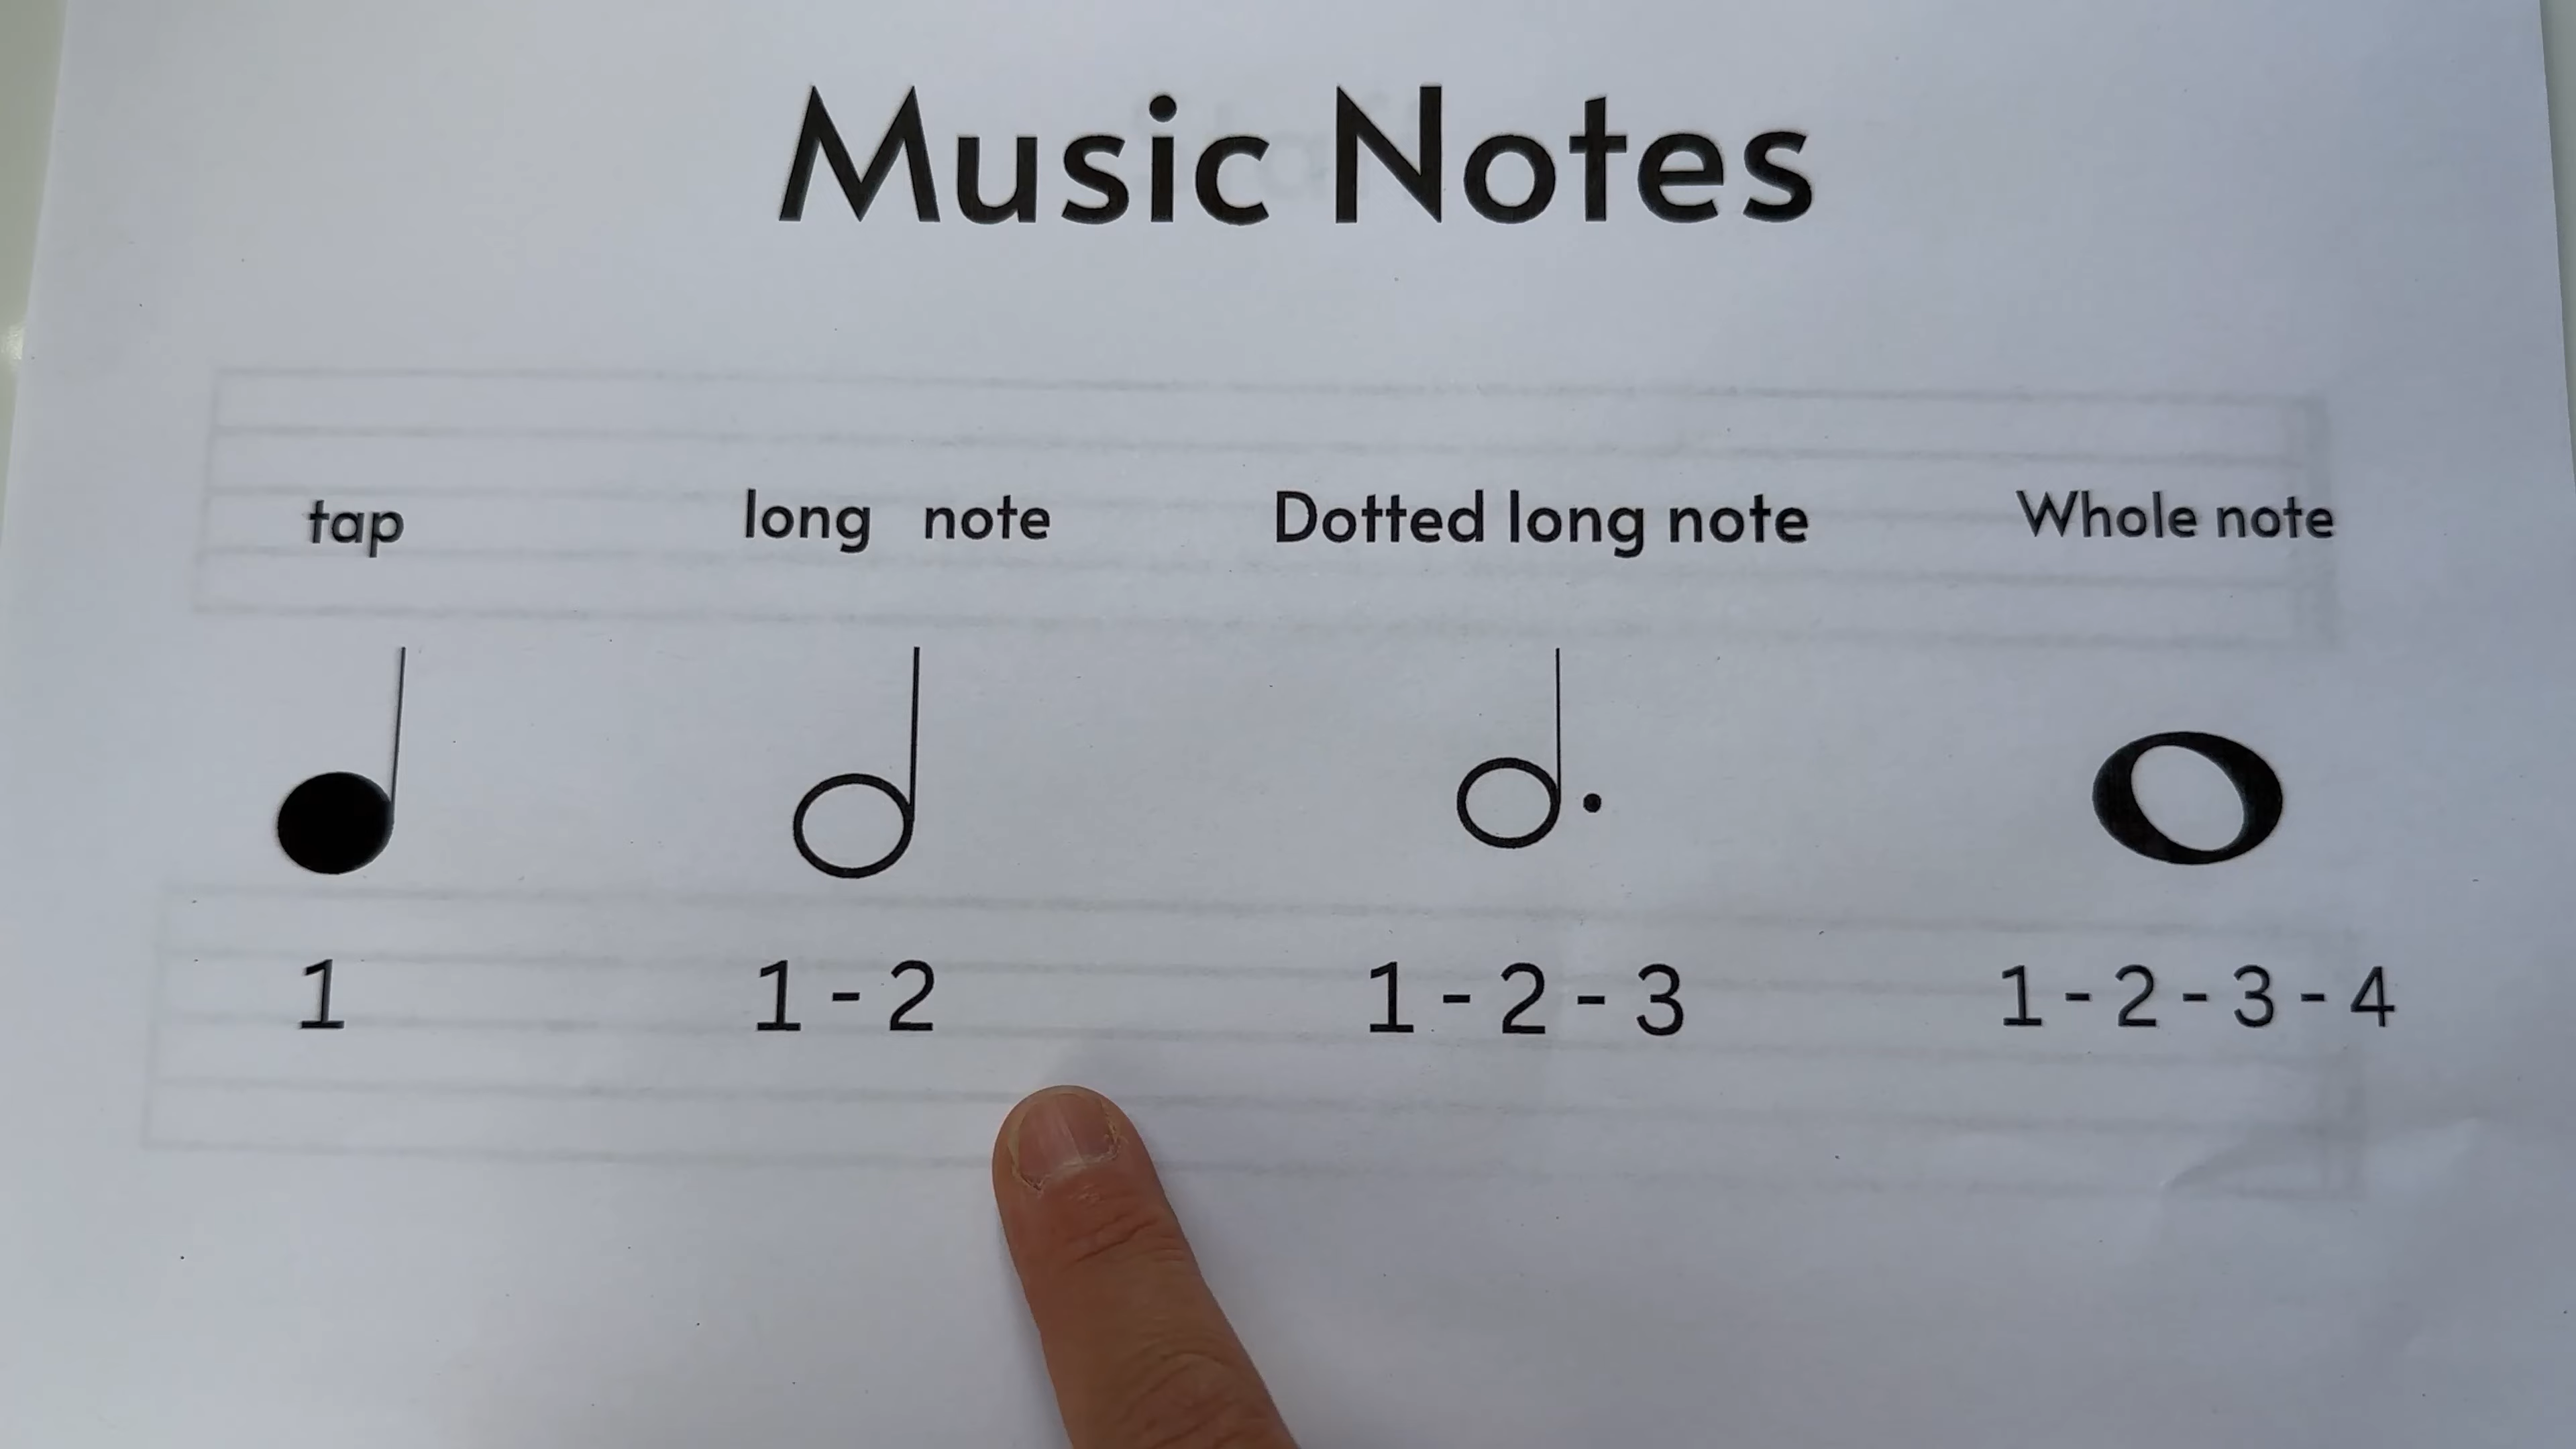 Music Notes
tap long note Dotted long note Whole note
1 1 - 2 1 - 2 - 3 1 - 2 - 3 - 4